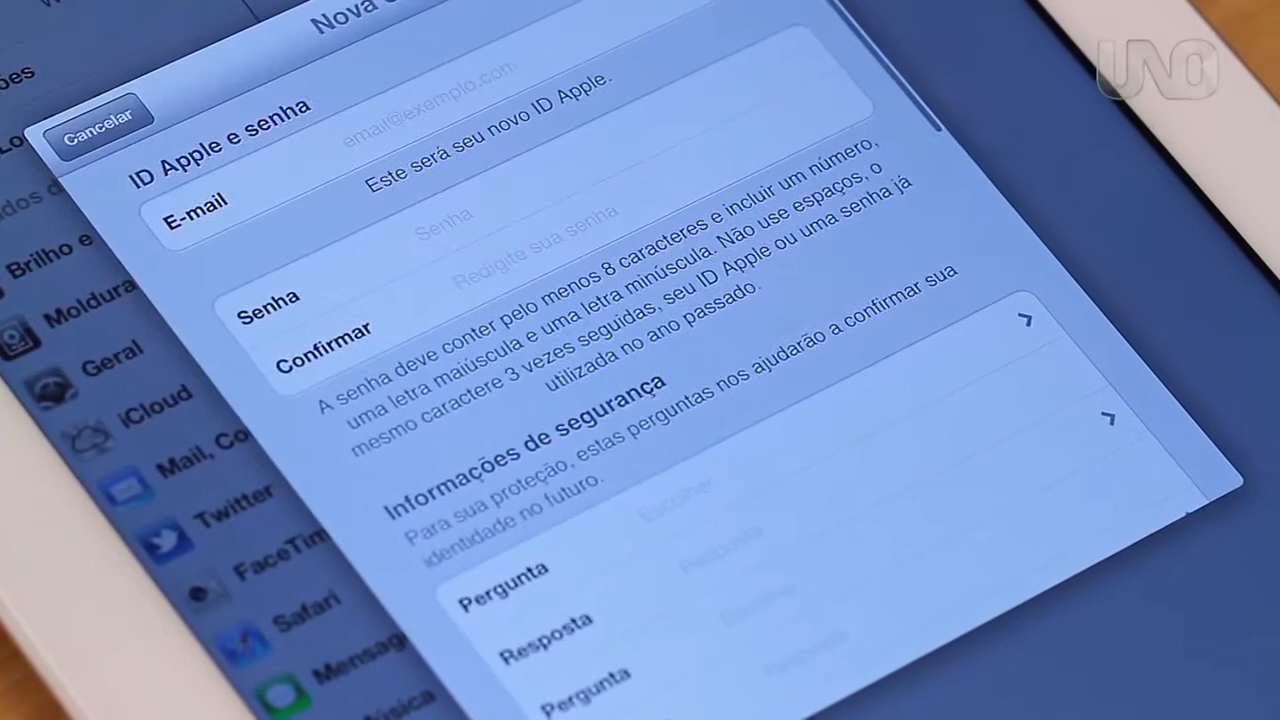 UNO
Nova
Cancelar
ID Apple e senha
E-mail
email@exemplo.com
Este será seu novo ID Apple.
Senha
Senha
Confirmar
Redigite sua senha
A senha deve conter pelo menos 8 caracteres e incluir um número,
uma letra maiúscula e uma letra minúscula. Não use espaços, o
mesmo caractere 3 vezes seguidas, seu ID Apple ou uma senha já
utilizada no ano passado.
Informações de segurança
Para sua proteção, estas perguntas nos ajudarão a confirmar sua
identidade no futuro.
Pergunta
Escolher
Resposta
Resposta
Pergunta
Escolher
Resposta
Brilho e
Moldura
Geral
iCloud
Mail, Co
Twitter
FaceTim
Safari
Mensag